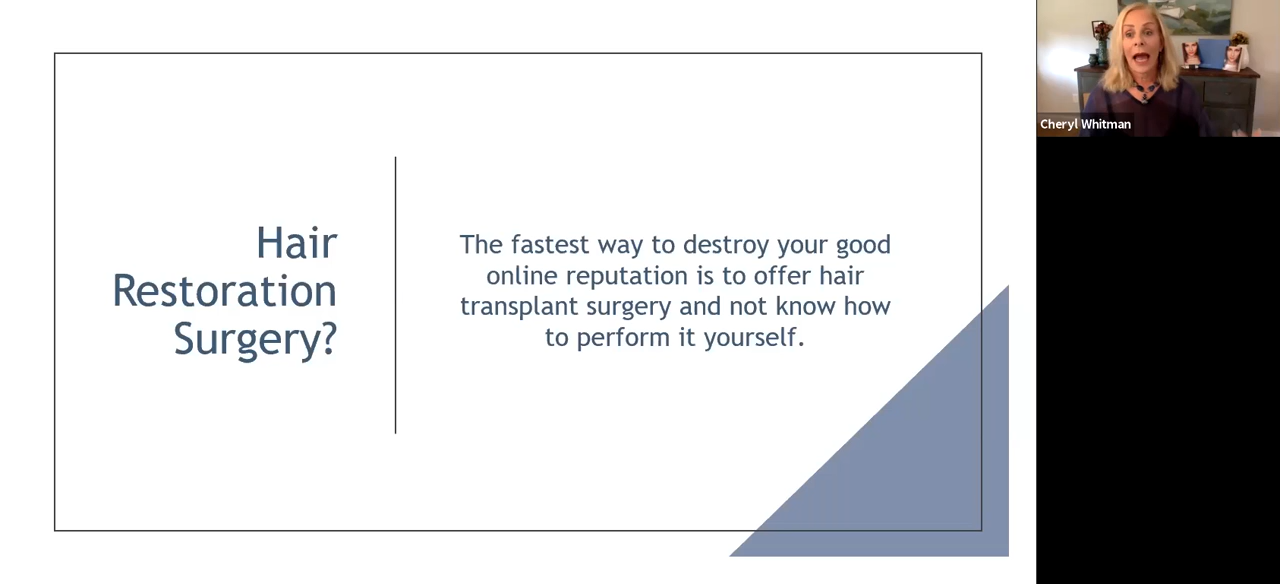 Hair
Restoration
Surgery?
The fastest way to destroy your good
online reputation is to offer hair
transplant surgery and not know how
to perform it yourself.
Cheryl Whitman